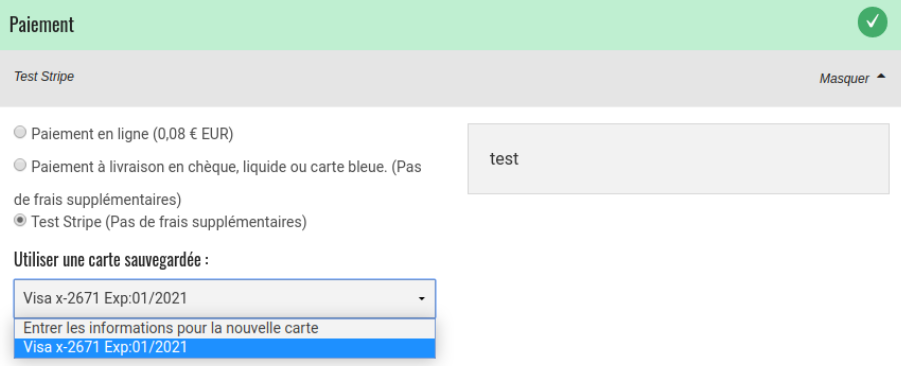 Paiement
Test Stripe
Masquer
Paiement en ligne (0,08 € EUR)
Paiement à livraison en chèque, liquide ou carte bleue. (Pas
de frais supplémentaires)
Test Stripe (Pas de frais supplémentaires)
test
Utiliser une carte sauvegardée :
Visa x-2671 Exp:01/2021
Entrer les informations pour la nouvelle carte
Visa x-2671 Exp:01/2021